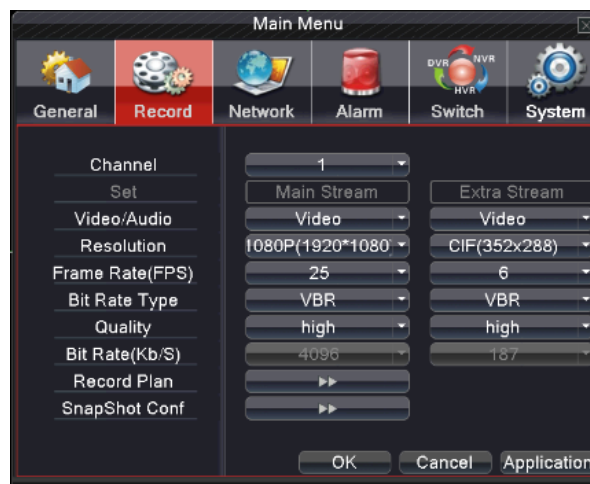 Main Menu
DVR NVR
HVR
General Record Network Alarm Switch System
Channel 1
Set Main Stream Extra Stream
Video/Audio Video Video
Resolution 1080P(1920*1080) CIF(352x288)
Frame Rate(FPS) 25 6
Bit Rate Type VBR VBR
Quality high high
Bit Rate(Kb/S) 4096 187
Record Plan
SnapShot Conf
OK Cancel Application